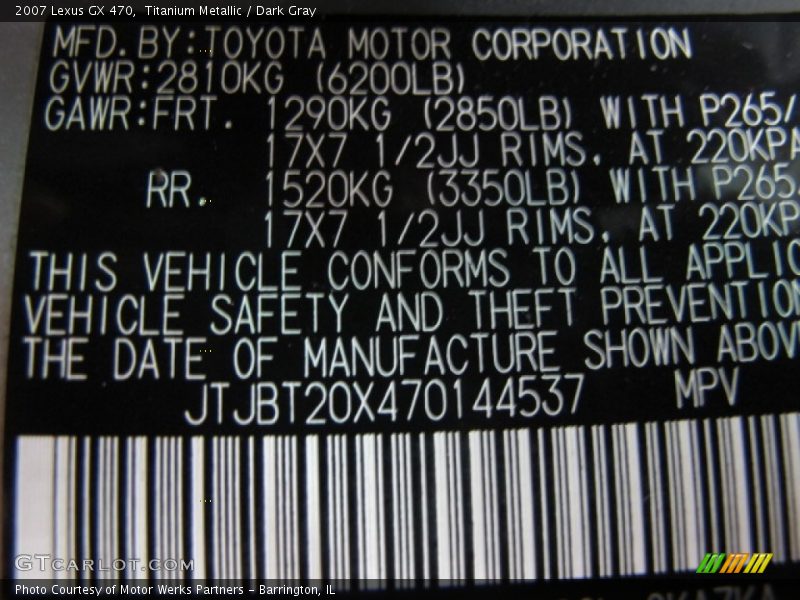 2007 Lexus GX 470, Titanium Metallic / Dark Gray
MFD.BY:TOYOTA MOTOR CORPORATION
GVWR:2810KG (6200LB)
GAWR:FRT. 1290KG (2850LB) WITH P265/
17X7 1/2JJ RIMS, AT 220KPA
RR. 1520KG (3350LB) WITH P265
17X7 1/2JJ RIMS, AT 220KP
THIS VEHICLE CONFORMS TO ALL APPLIC
VEHICLE SAFETY AND THEFT PREVENTION
THE DATE OF MANUFACTURE SHOWN ABOV
JTJBT20X470144537 MPV
GTCARLOT.COM
Photo Courtesy of Motor Werks Partners - Barrington, IL